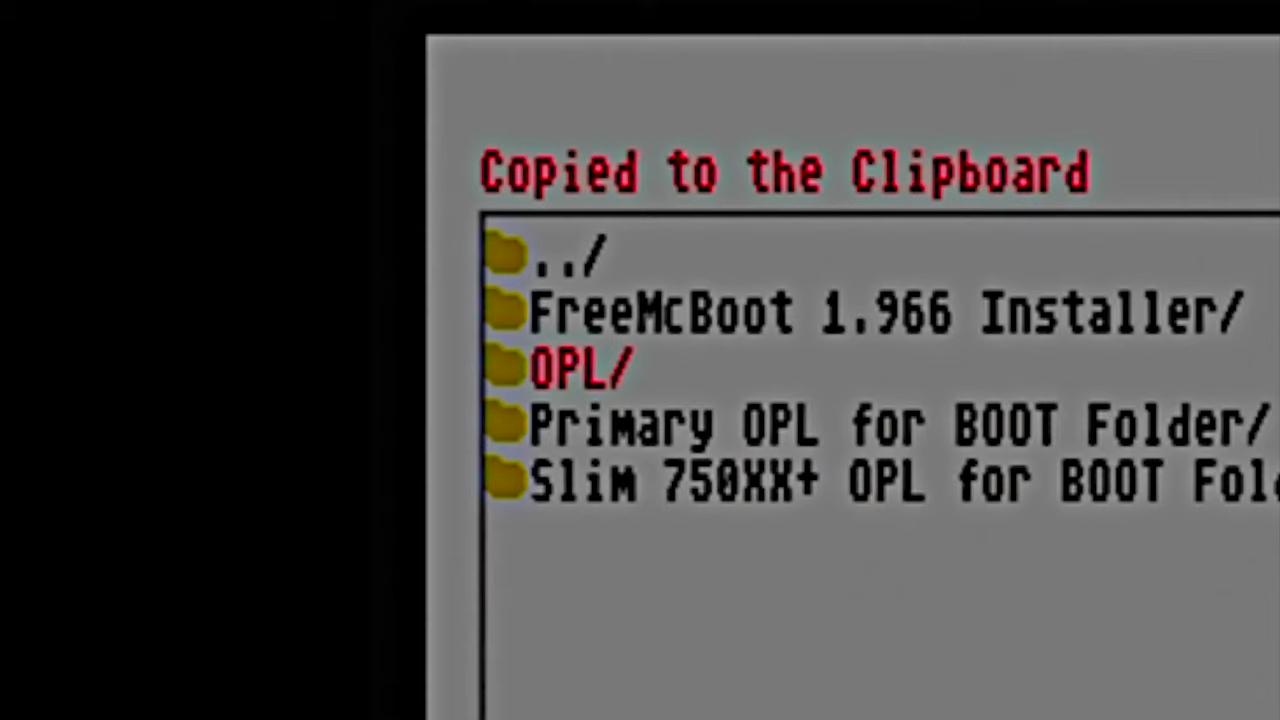 Copied to the Clipboard
../
FreeMcBoot 1.966 Installer/
OPL/
Primary OPL for BOOT Folder/
Slim 750XX+ OPL for BOOT